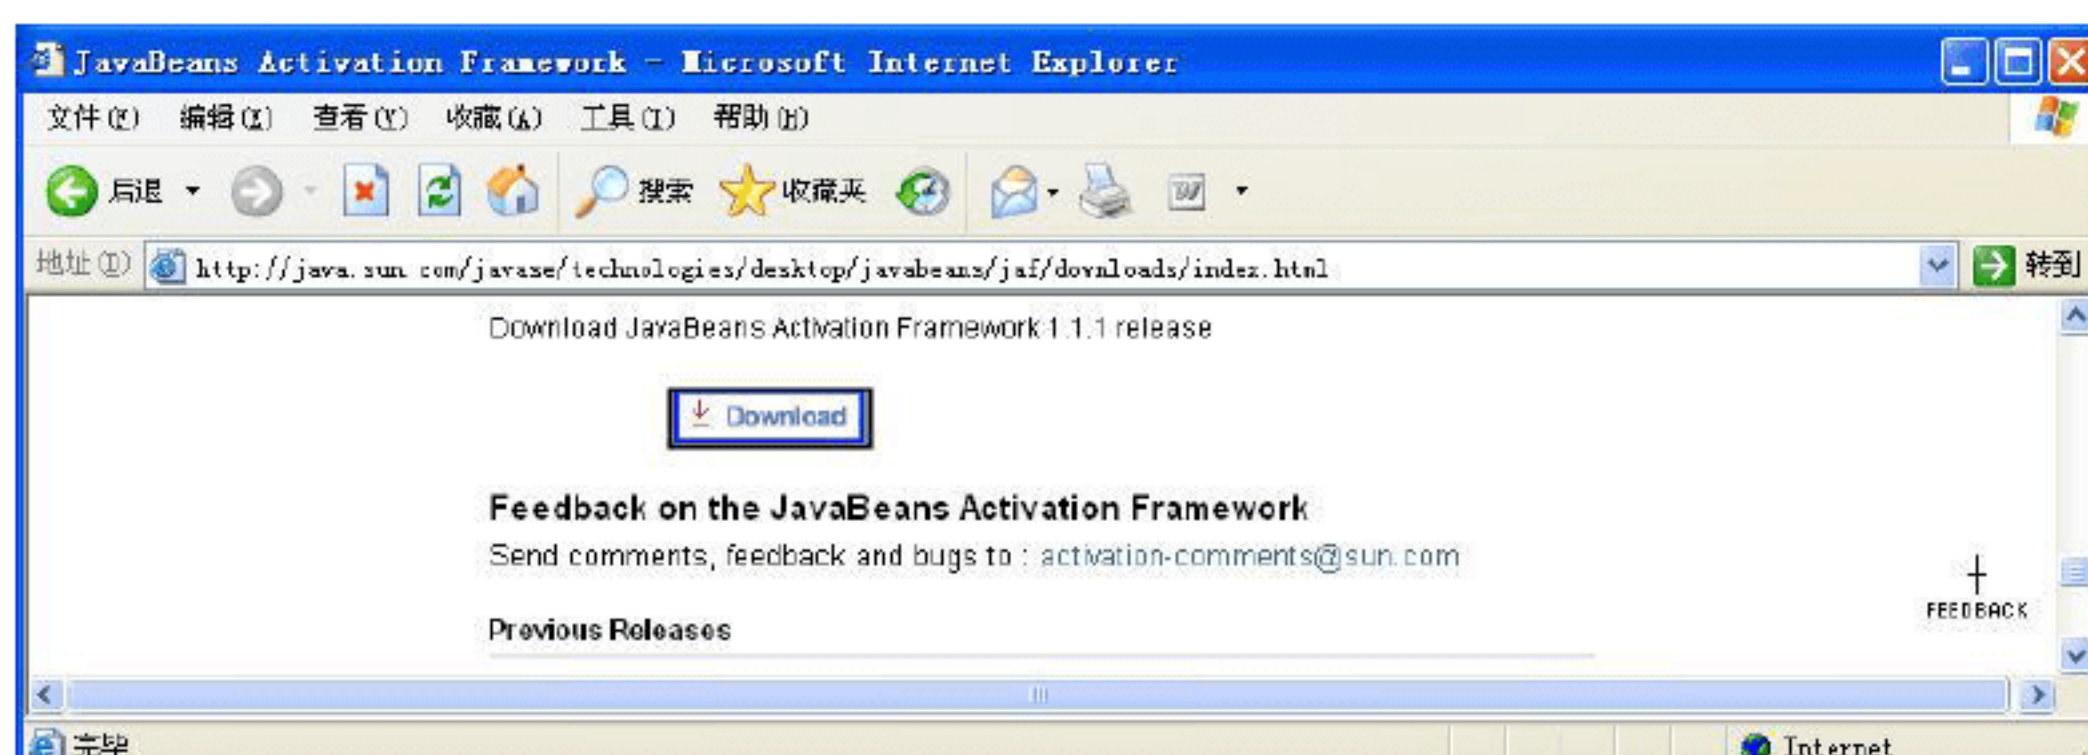 JavaBeans Activation Framework - Microsoft Internet Explorer
文件(F) 编辑(E) 查看(V) 收藏(A) 工具(T) 帮助(H)
后退 搜索 收藏夹
地址(D) http://java.sun.com/javase/technologies/desktop/javabeans/jaf/downloads/index.html 转到
Download JavaBeans Activation Framework 1.1.1 release
Download
Feedback on the JavaBeans Activation Framework
Send comments, feedback and bugs to : activation-comments@sun.com
FEEDBACK
Previous Releases
完毕 Internet